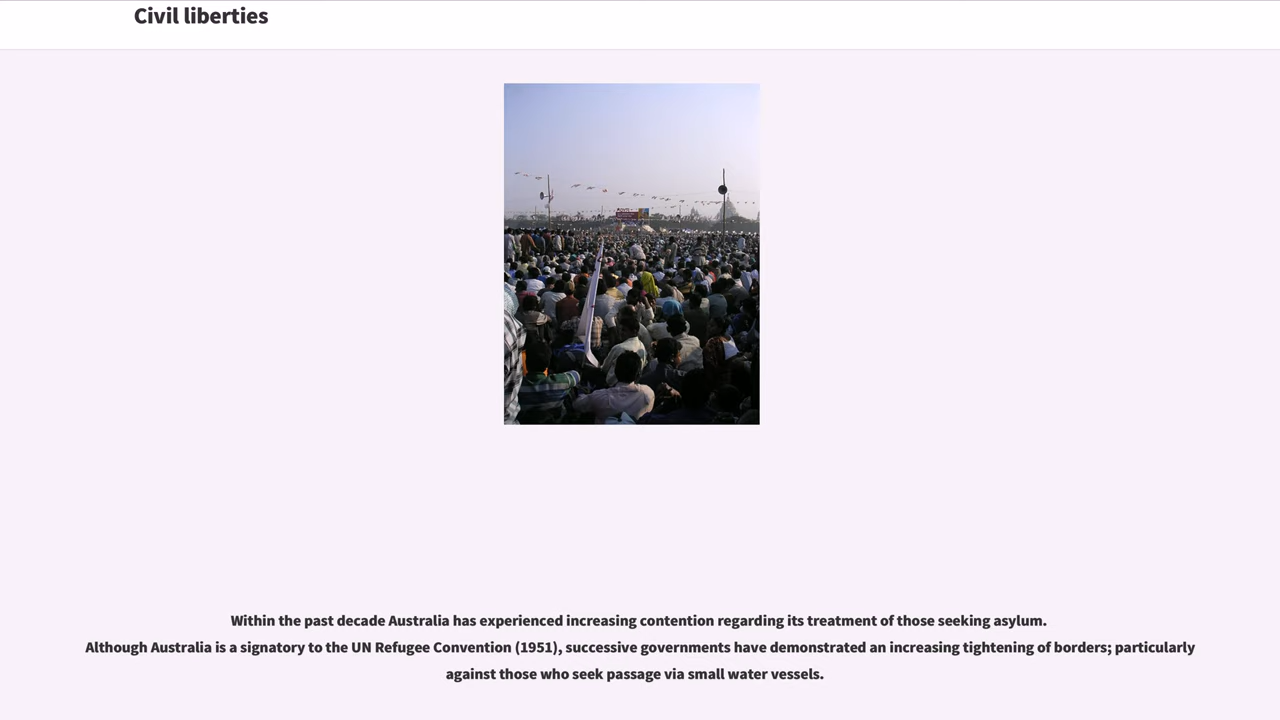 Civil liberties
Within the past decade Australia has experienced increasing contention regarding its treatment of those seeking asylum.
Although Australia is a signatory to the UN Refugee Convention (1951), successive governments have demonstrated an increasing tightening of borders; particularly
against those who seek passage via small water vessels.